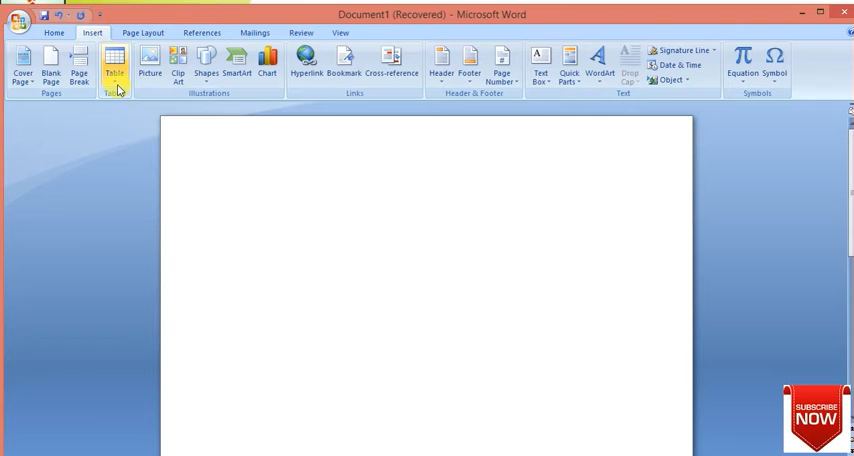 Document1 (Recovered) - Microsoft Word
Home Insert Page Layout References Mailings Review View
Cover Page Blank Page Page Break Table Picture Clip Art Shapes SmartArt Chart Hyperlink Bookmark Cross-reference Header Footer Page Number Text Box Quick Parts WordArt Drop Cap Signature Line Date & Time Object Equation Symbol
Pages Tables Illustrations Links Header & Footer Text Symbols
SUBSCRIBE
NOW